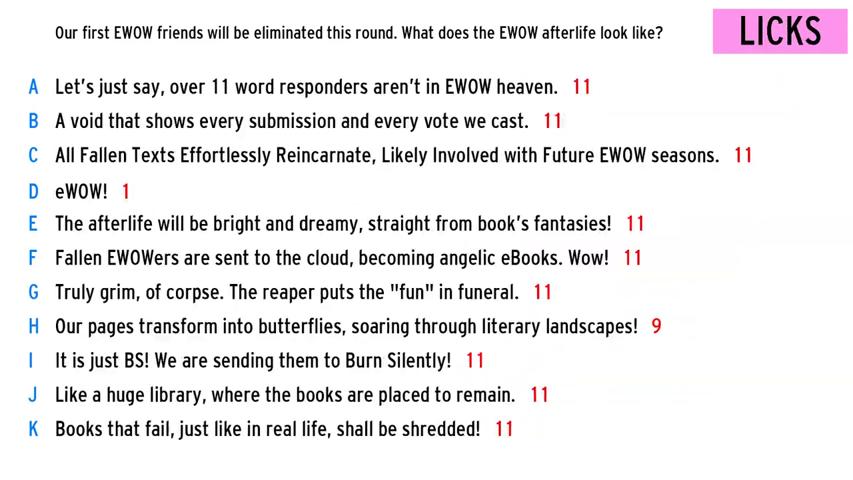 Our first EWOW friends will be eliminated this round. What does the EWOW afterlife look like?
LICKS
A Let's just say, over 11 word responders aren't in EWOW heaven. 11
B A void that shows every submission and every vote we cast. 11
C All Fallen Texts Effortlessly Reincarnate, Likely Involved with Future EWOW seasons. 11
D eWOW! 1
E The afterlife will be bright and dreamy, straight from book's fantasies! 11
F Fallen EWOWers are sent to the cloud, becoming angelic eBooks. Wow! 11
G Truly grim, of corpse. The reaper puts the "fun" in funeral. 11
H Our pages transform into butterflies, soaring through literary landscapes! 9
I It is just BS! We are sending them to Burn Silently! 11
J Like a huge library, where the books are placed to remain. 11
K Books that fail, just like in real life, shall be shredded! 11